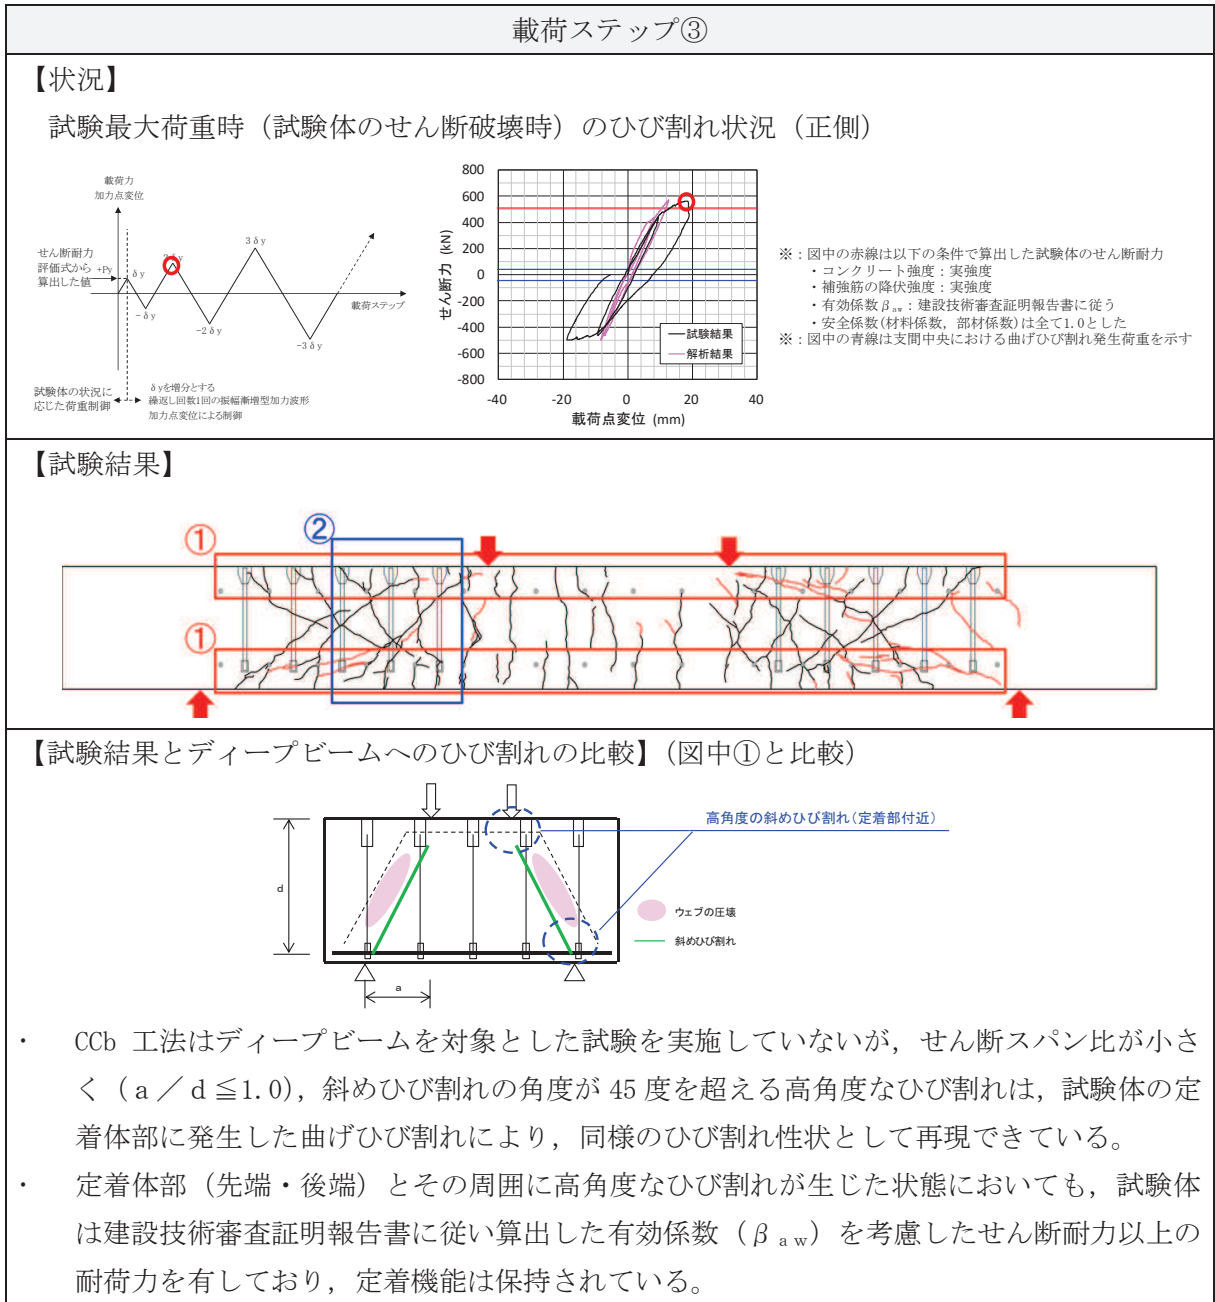 載荷ステップ③
【状況】
試験最大荷重時（試験体のせん断破壊時）のひび割れ状況（正側）
載荷力
加力点変位
せん断耐力
評価式から
算出した値
+Py
δy
-δy
-2δy
3δy
-3δy
載荷ステップ
試験体の状況に
応じた荷重制御
δyを増分とする
繰返し回数1回の振幅漸増型加力波形
加力点変位による制御
せん断力 (kN)
800
600
400
200
0
-200
-400
-600
-800
-40
-20
0
20
40
載荷点変位 (mm)
試験結果
解析結果
※：図中の赤線は以下の条件で算出した試験体のせん断耐力
・コンクリート強度：実強度
・補強筋の降伏強度：実強度
・有効係数βaw：建設技術審査証明報告書に従う
・安全係数(材料係数，部材係数)は全て1.0とした
※：図中の青線は支間中央における曲げひび割れ発生荷重を示す
【試験結果】
①
②
①
【試験結果とディープビームへのひび割れの比較】（図中①と比較）
高角度の斜めひび割れ（定着部付近）
d
ウェブの圧壊
斜めひび割れ
a
・　CCb 工法はディープビームを対象とした試験を実施していないが，せん断スパン比が小さ
く（a／d≦1.0），斜めひび割れの角度が 45 度を超える高角度なひび割れは，試験体の定
着体部に発生した曲げひび割れにより，同様のひび割れ性状として再現できている。
・　定着体部（先端・後端）とその周囲に高角度なひび割れが生じた状態においても，試験体
は建設技術審査証明報告書に従い算出した有効係数（βaw）を考慮したせん断耐力以上の
耐荷力を有しており，定着機能は保持されている。